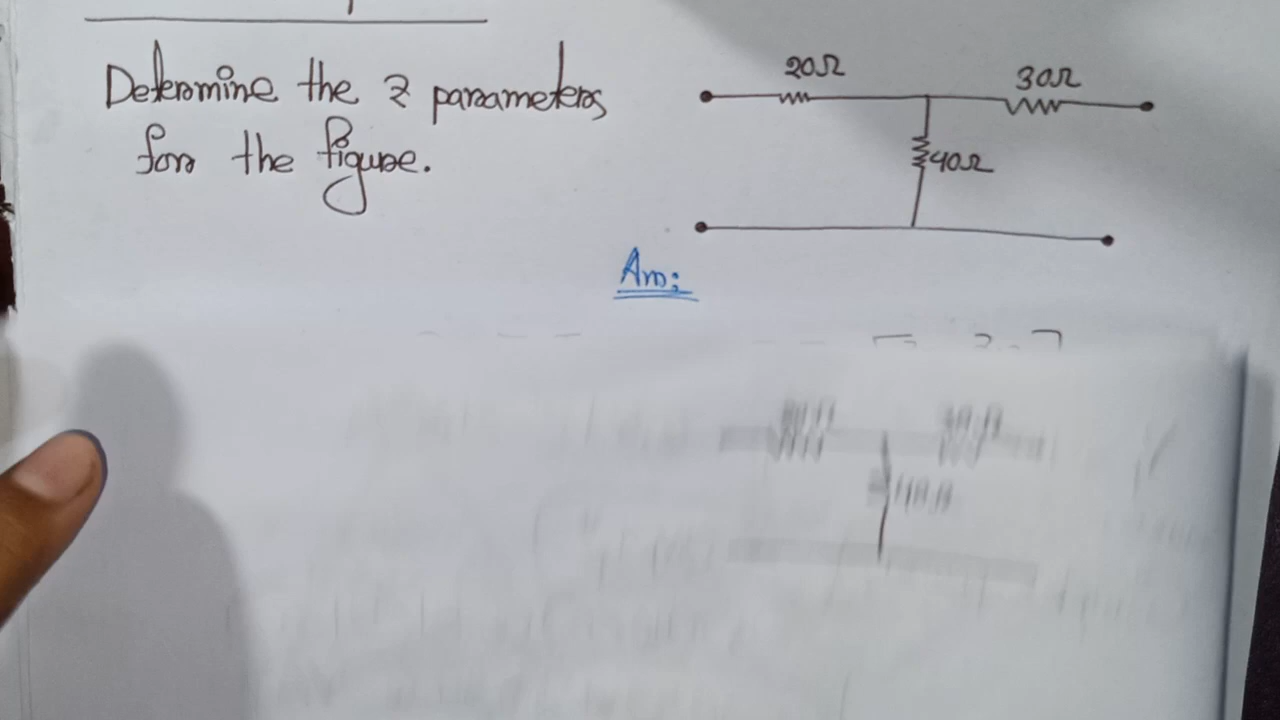 Determine the z parameters
for the figure.
20Ω
30Ω
40Ω
Ans: